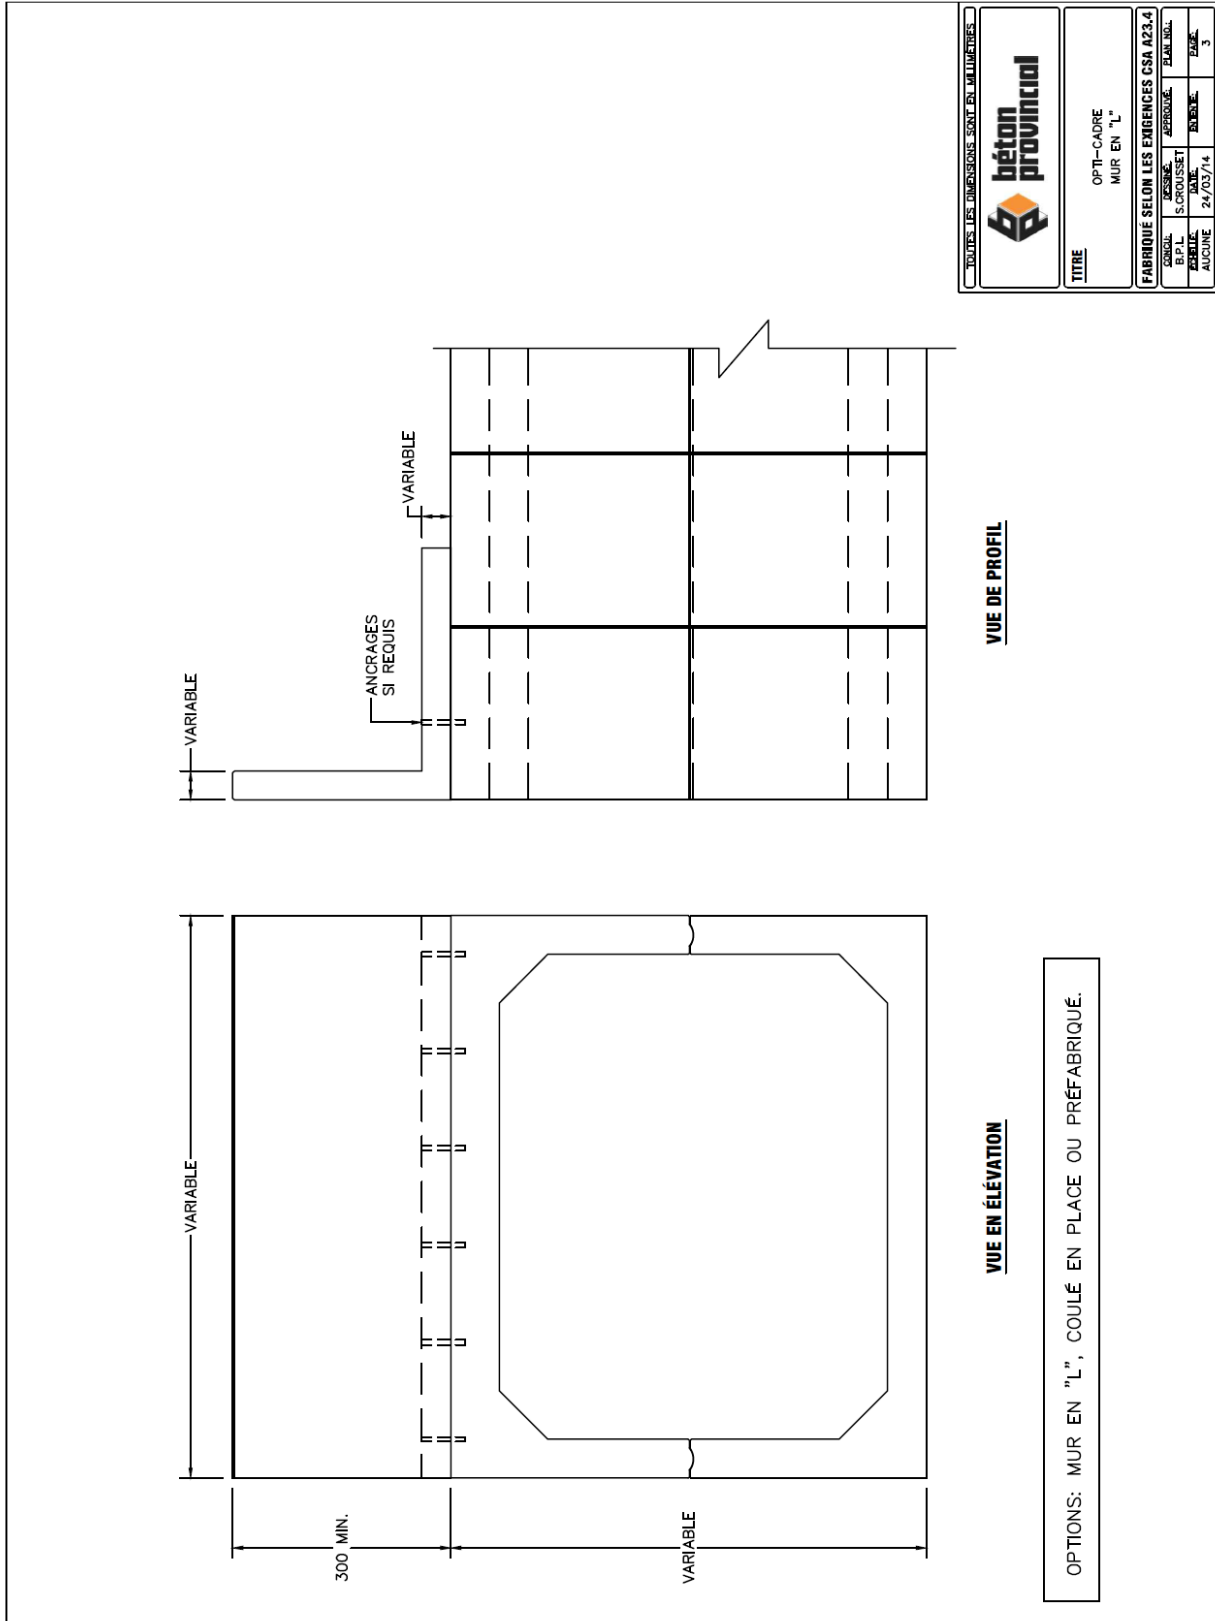 VARIABLE
300 MIN.
VARIABLE
VARIABLE
ANCRAGES
SI REQUIS
VARIABLE
VUE EN ÉLÉVATION
VUE DE PROFIL
OPTIONS: MUR EN "L", COULÉ EN PLACE OU PRÉFABRIQUÉ.
TOUTES LES DIMENSIONS SONT EN MILLIMÈTRES
béton
provincial
TITRE
OPTI-CADRE
MUR EN "L"
FABRIQUÉ SELON LES EXIGENCES CSA A23.4
CONCU: DESSINÉ: APPROUVÉ: PLAN NO.:
B.P.L. S.CROUSSET
ÉCHELLE: DATE: ENTENTE: PAGE:
AUCUNE 24/03/14 3